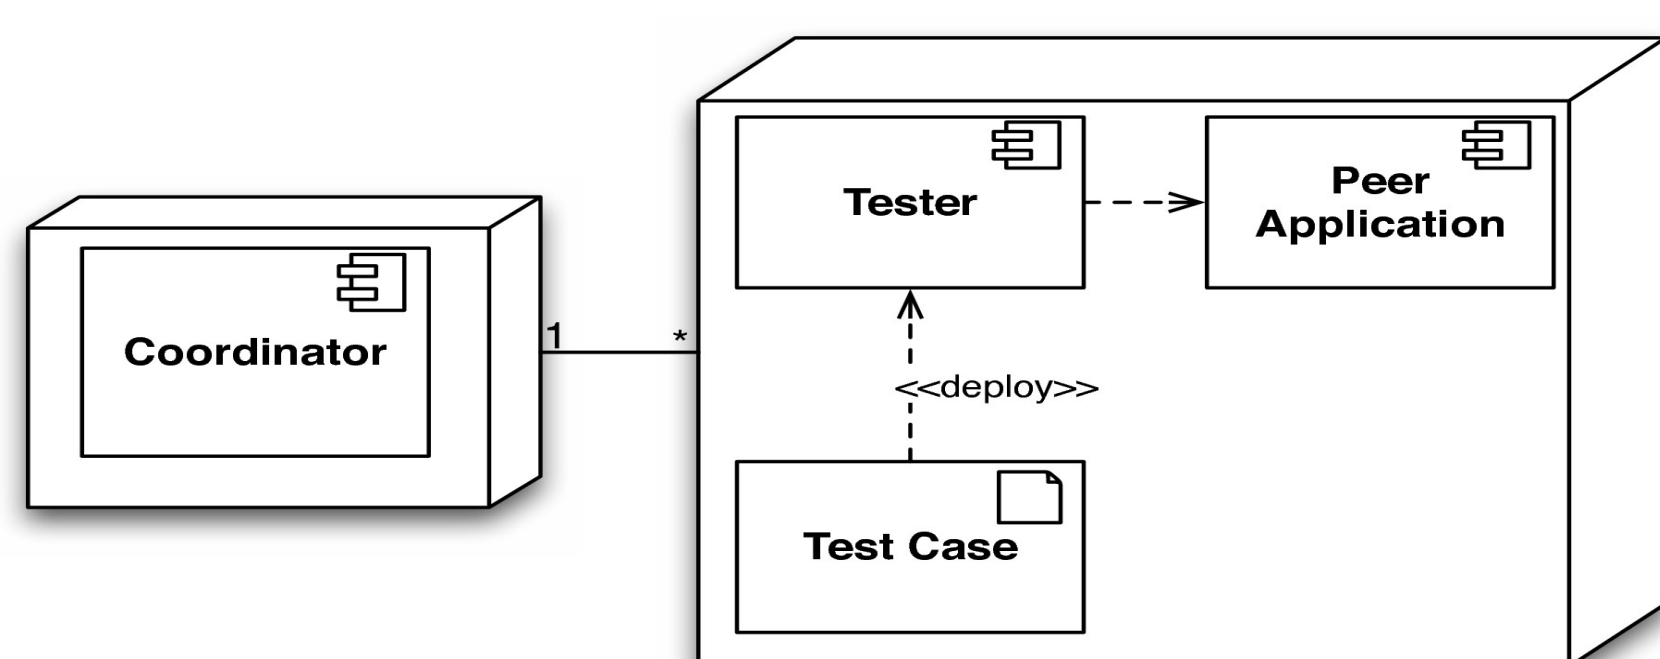 Coordinator
1
*
Tester
Peer
Application
<<deploy>>
Test Case